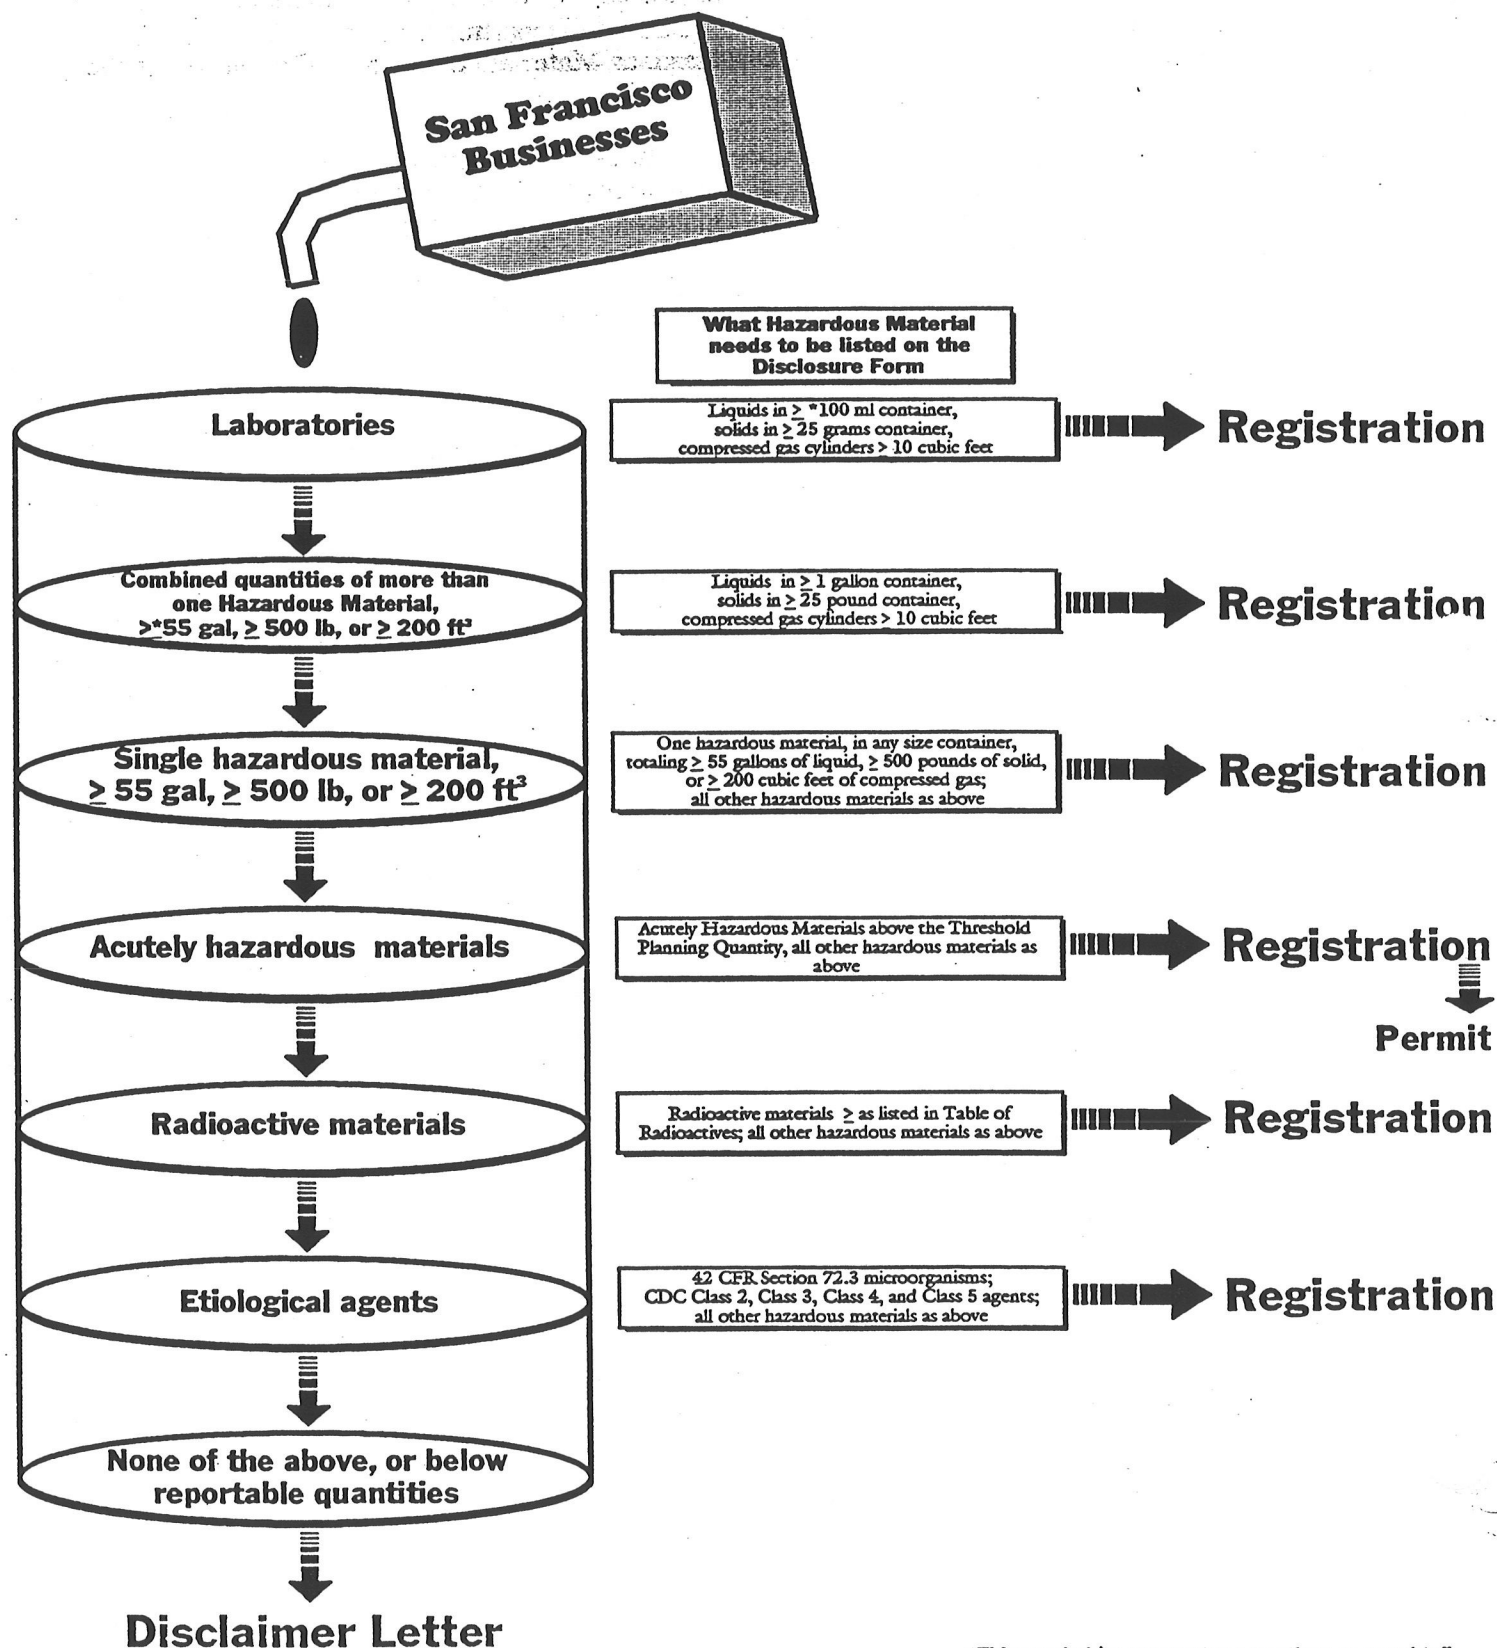 San Francisco
Businesses
What Hazardous Material
needs to be listed on the
Disclosure Form
Laboratories
Liquids in ≥ *100 ml container,
solids in ≥ 25 grams container,
compressed gas cylinders > 10 cubic feet
Registration
Combined quantities of more than
one Hazardous Material,
≥*55 gal, ≥ 500 lb, or ≥ 200 ft³
Liquids in ≥ 1 gallon container,
solids in ≥ 25 pound container,
compressed gas cylinders > 10 cubic feet
Registration
Single hazardous material,
≥ 55 gal, ≥ 500 lb, or ≥ 200 ft³
One hazardous material, in any size container,
totaling ≥ 55 gallons of liquid, ≥ 500 pounds of solid,
or ≥ 200 cubic feet of compressed gas;
all other hazardous materials as above
Registration
Acutely hazardous materials
Acutely Hazardous Materials above the Threshold
Planning Quantity, all other hazardous materials as
above
Registration
Permit
Radioactive materials
Radioactive materials ≥ as listed in Table of
Radioactives; all other hazardous materials as above
Registration
Etiological agents
42 CFR Section 72.3 microorganisms;
CDC Class 2, Class 3, Class 4, and Class 5 agents;
all other hazardous materials as above
Registration
None of the above, or below
reportable quantities
Disclaimer Letter